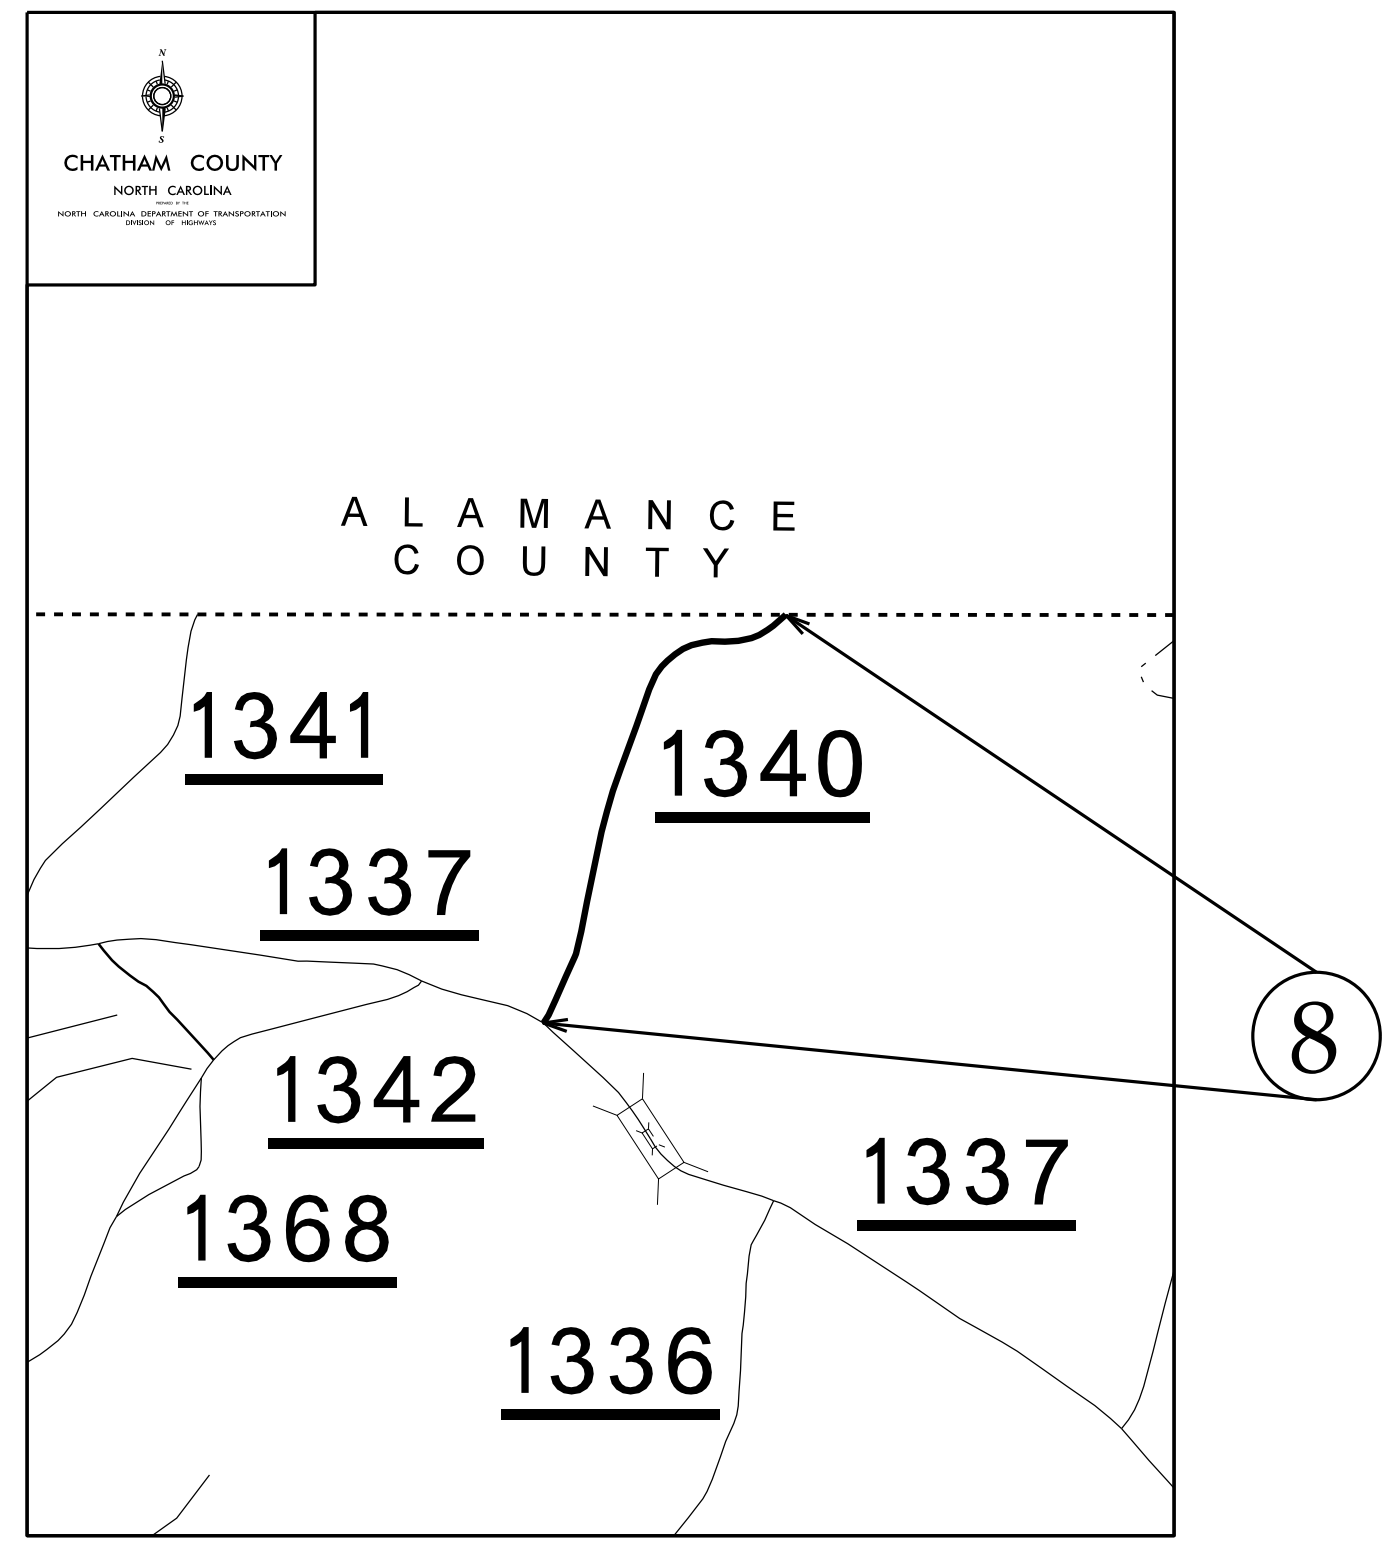 N
S
CHATHAM COUNTY
NORTH CAROLINA
PREPARED BY THE
NORTH CAROLINA DEPARTMENT OF TRANSPORTATION
DIVISION OF HIGHWAYS
ALAMANCE
COUNTY
1341
1340
1337
8
1342
1337
1368
1336